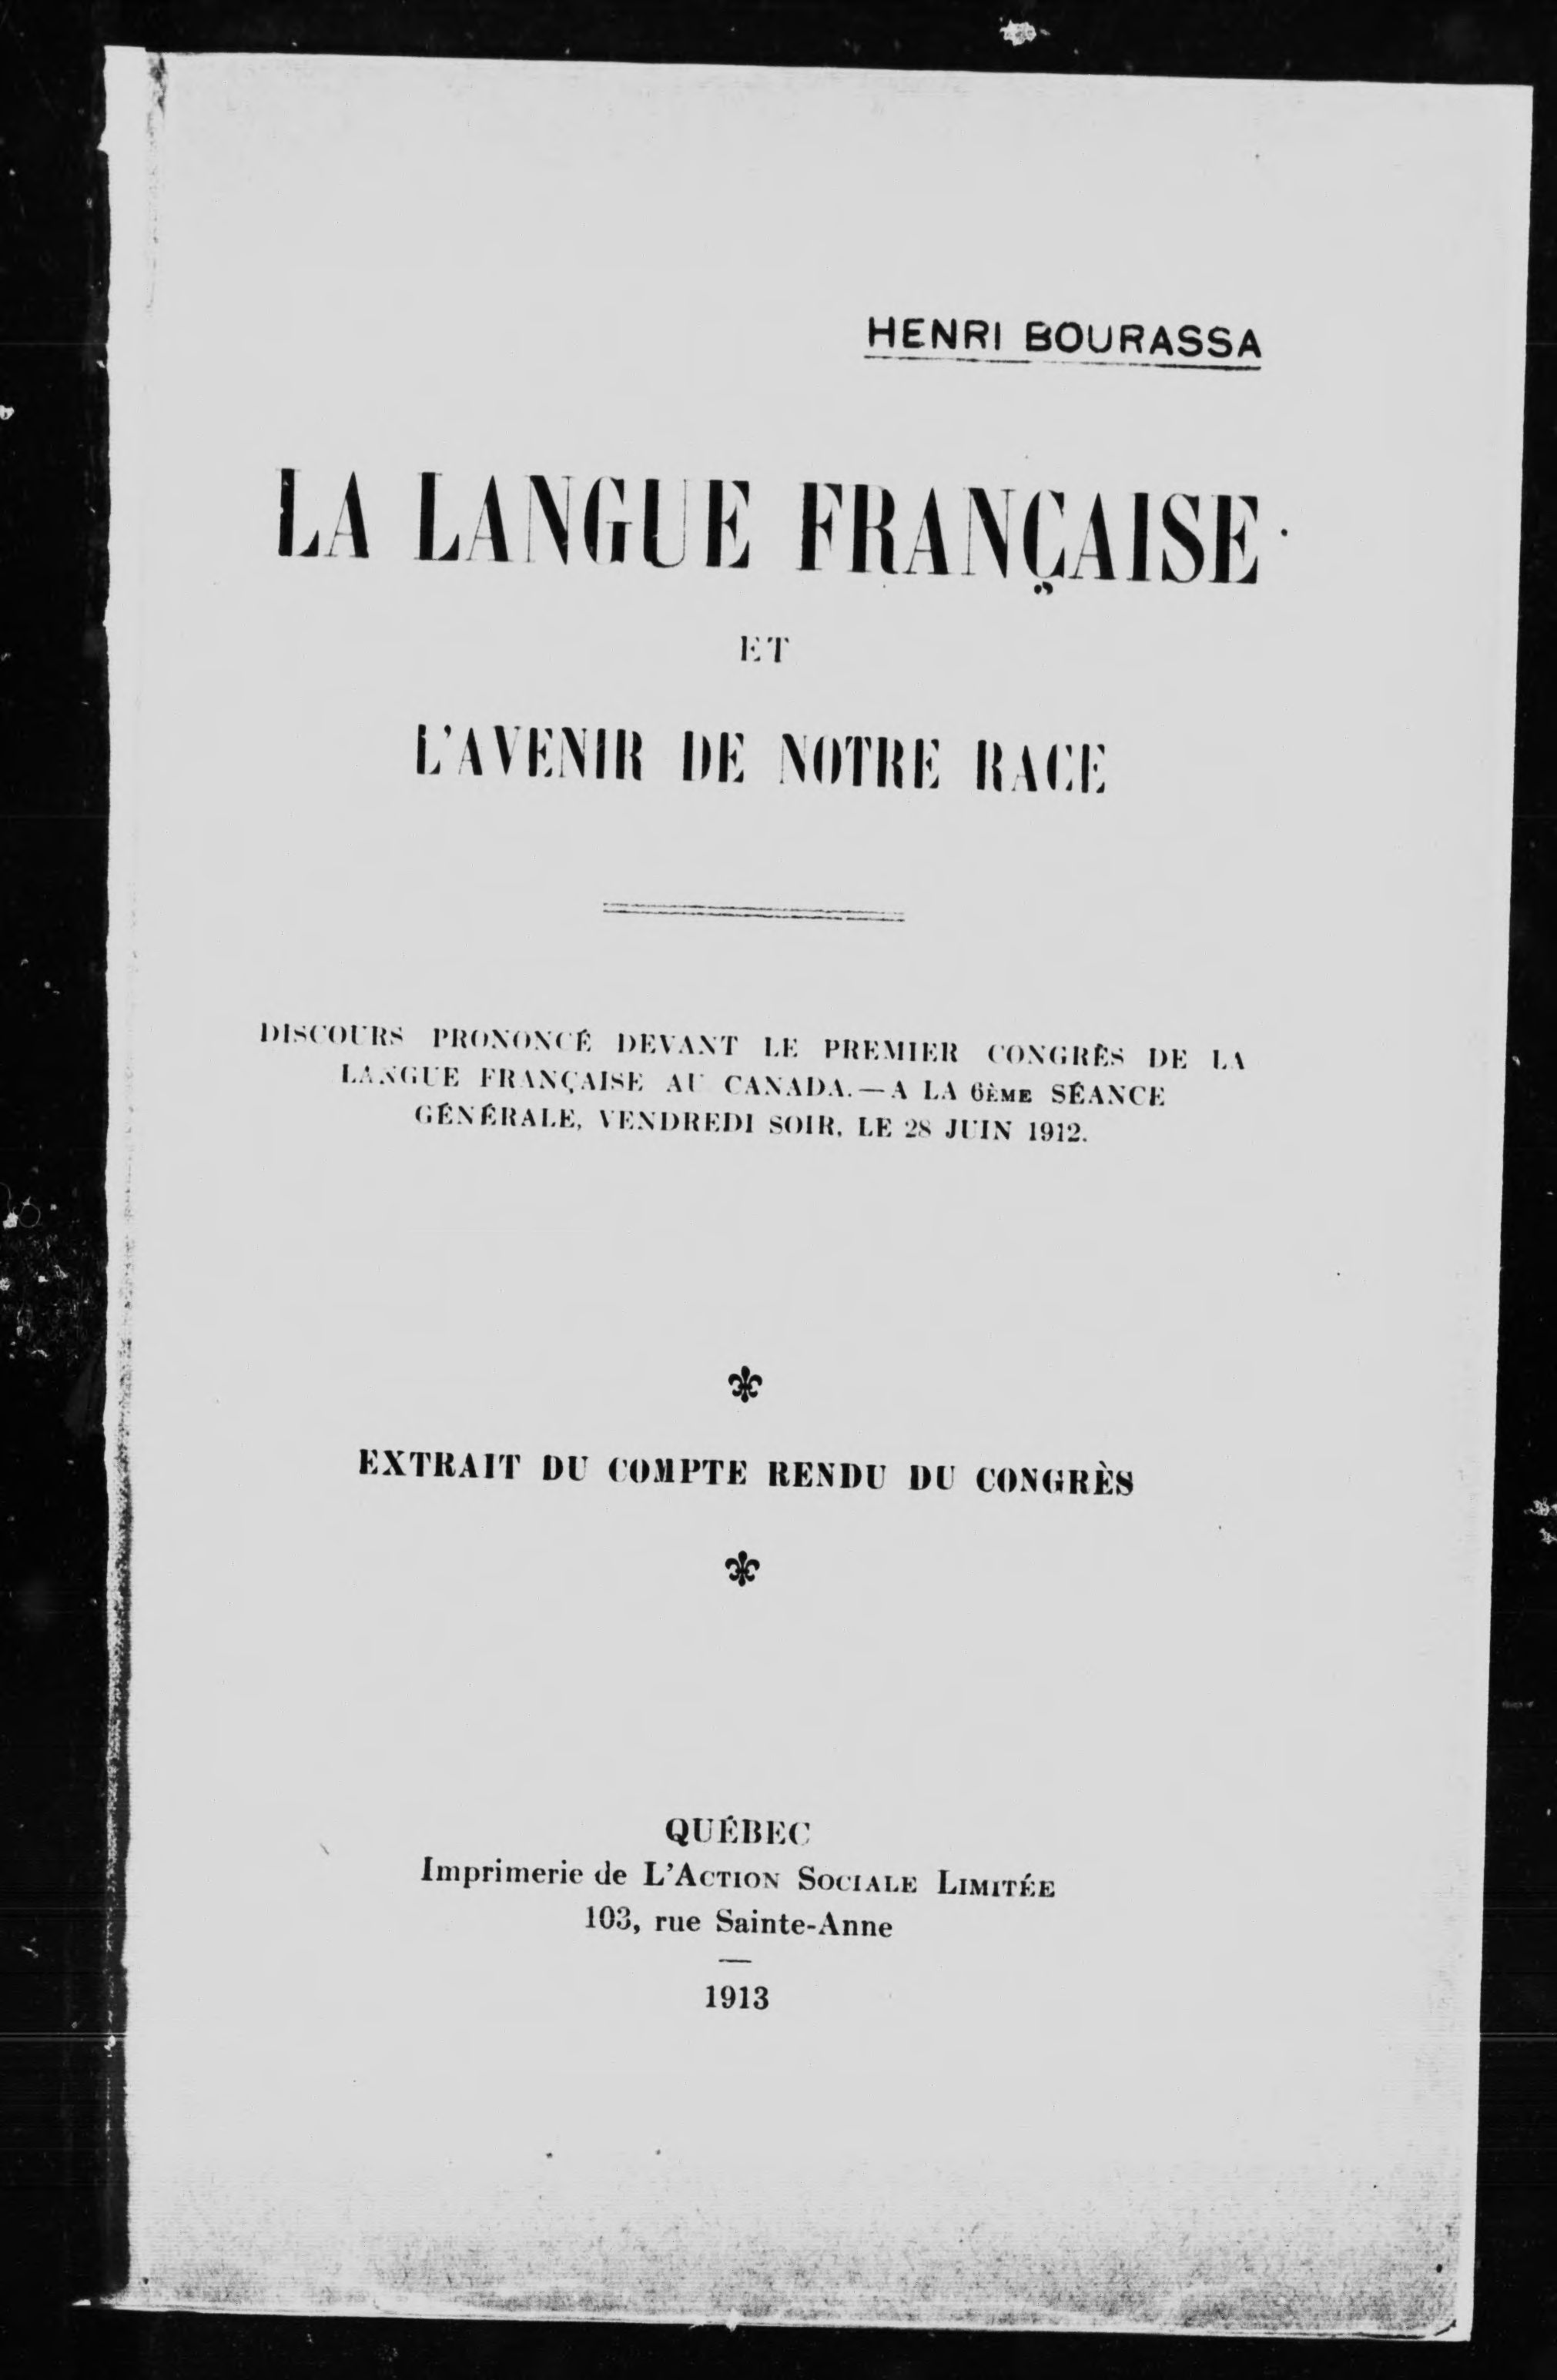 HENRI BOURASSA
LA LANGUE FRANÇAISE
ET
L'AVENIR DE NOTRE RACE
DISCOURS PRONONCÉ DEVANT LE PREMIER CONGRÈS DE LA
LANGUE FRANÇAISE AU CANADA.—A LA 6ÈME SÉANCE
GÉNÉRALE, VENDREDI SOIR, LE 28 JUIN 1912.
EXTRAIT DU COMPTE RENDU DU CONGRÈS
QUÉBEC
Imprimerie de L'ACTION SOCIALE LIMITÉE
103, rue Sainte-Anne
1913